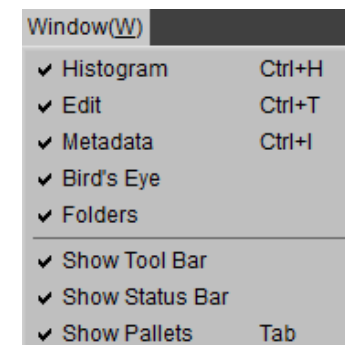 Window(W)
Histogram Ctrl+H
Edit Ctrl+T
Metadata Ctrl+I
Bird's Eye
Folders
Show Tool Bar
Show Status Bar
Show Pallets Tab